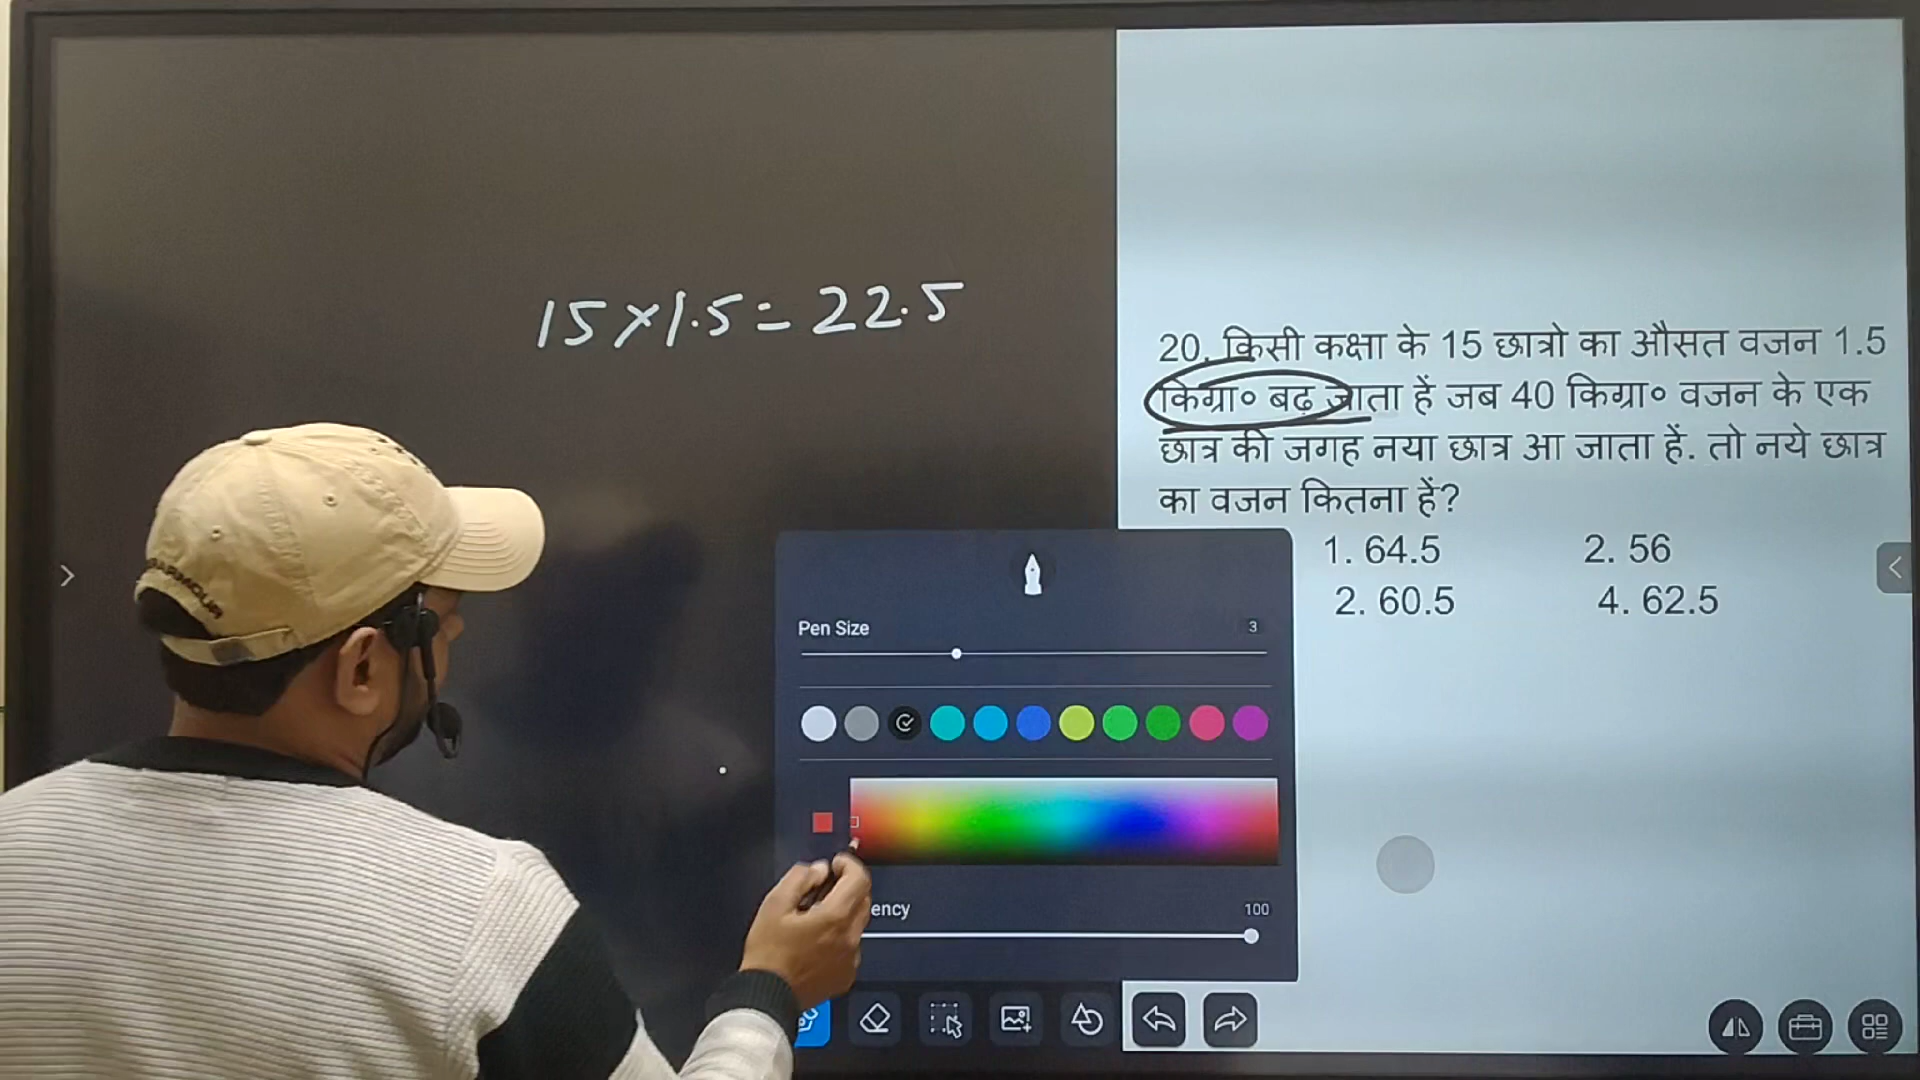 15 × 1.5 = 22.5
20. किसी कक्षा के 15 छात्रो का औसत वजन 1.5
किग्रा० बढ़ जाता हें जब 40 किग्रा० वजन के एक
छात्र की जगह नया छात्र आ जाता हें. तो नये छात्र
का वजन कितना हें?
1. 64.5 2. 56
2. 60.5 4. 62.5
Pen Size 3
ency 100